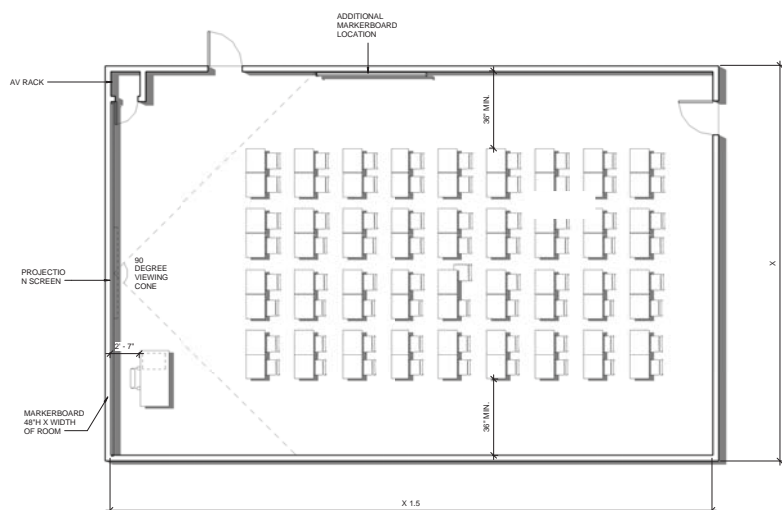 ADDITIONAL
MARKERBOARD
LOCATION
AV RACK
36" MIN.
90
DEGREE
VIEWING
CONE
PROJECTIO
N SCREEN
X
2' - 7"
MARKERBOARD
48"H X WIDTH
OF ROOM
36" MIN.
X 1.5